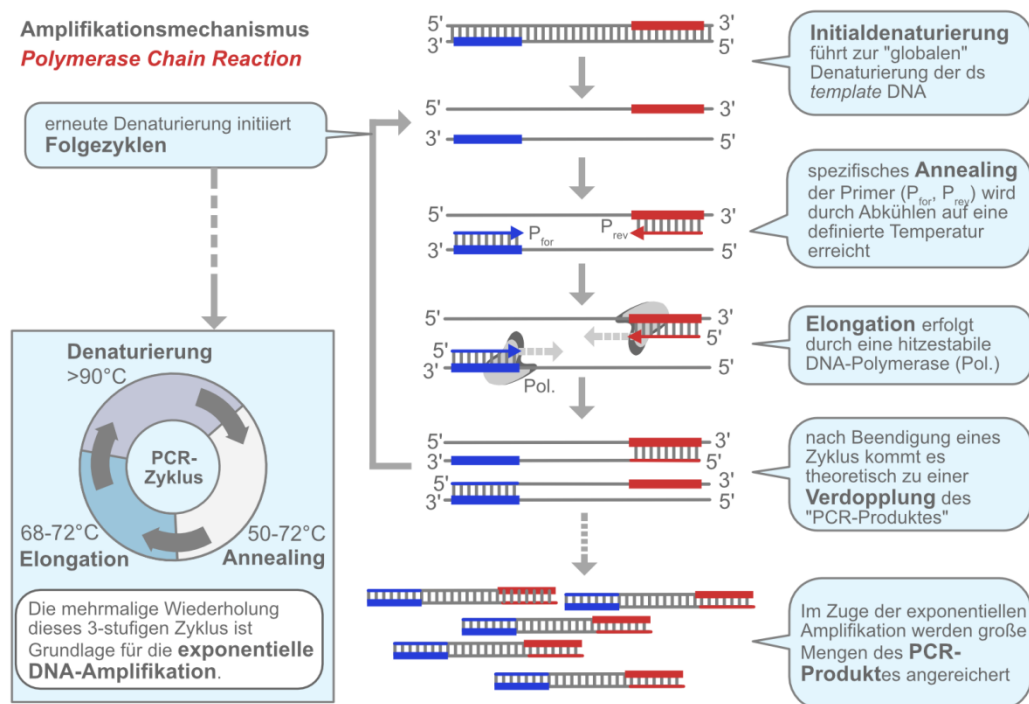 Amplifikationsmechanismus
Polymerase Chain Reaction
erneute Denaturierung initiiert
Folgezyklen
Denaturierung
>90°C
PCR-
Zyklus
68-72°C
Elongation
50-72°C
Annealing
Die mehrmalige Wiederholung
dieses 3-stufigen Zyklus ist
Grundlage für die exponentielle
DNA-Amplifikation.
5' 3'
3' 5'
5' 3'
3' 5'
5' 3'
Pfor Prev 5'
3' 5'
5' 3'
5'
3' 5'
Pol.
5' 3'
3' 5'
5' 3'
3' 5'
Initialdenaturierung
führt zur "globalen"
Denaturierung der ds
template DNA
spezifisches Annealing
der Primer (Pfor, Prev) wird
durch Abkühlen auf eine
definierte Temperatur
erreicht
Elongation erfolgt
durch eine hitzestabile
DNA-Polymerase (Pol.)
nach Beendigung eines
Zyklus kommt es
theoretisch zu einer
Verdopplung des
"PCR-Produktes"
Im Zuge der exponentiellen
Amplifikation werden große
Mengen des PCR-
Produktes angereichert